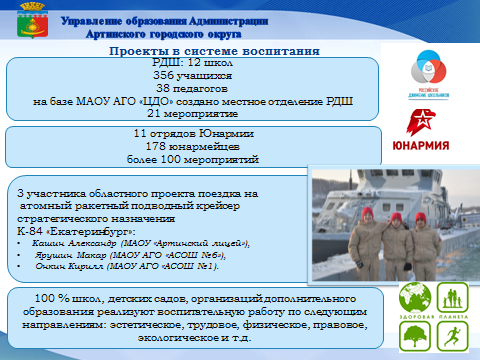 Управление образования Администрации
Артинского городского округа
Проекты в системе воспитания
РДШ: 12 школ
356 учащихся
38 педагогов
на базе МАОУ АГО «ЦДО» создано местное отделение РДШ
21 мероприятие
РОССИЙСКОЕ
ДВИЖЕНИЕ ШКОЛЬНИКОВ
11 отрядов Юнармии
178 юнармейцев
более 100 мероприятий
ЮНАРМИЯ
3 участника областного проекта поездка на
атомный ракетный подводный крейсер
стратегического назначения
К-84 «Екатеринбург»:
• Кашин Александр (МАОУ «Артинский лицей»),
• Ярушин Макар (МАОУ АГО «АСОШ №6»),
• Онкин Кирилл (МАОУ АГО «АСОШ №1).
100 % школ, детских садов, организаций дополнительного
образования реализуют воспитательную работу по следующим
направлениям: эстетическое, трудовое, физическое, правовое,
экологическое и т.д.
ЗДОРОВАЯ ПЛАНЕТА